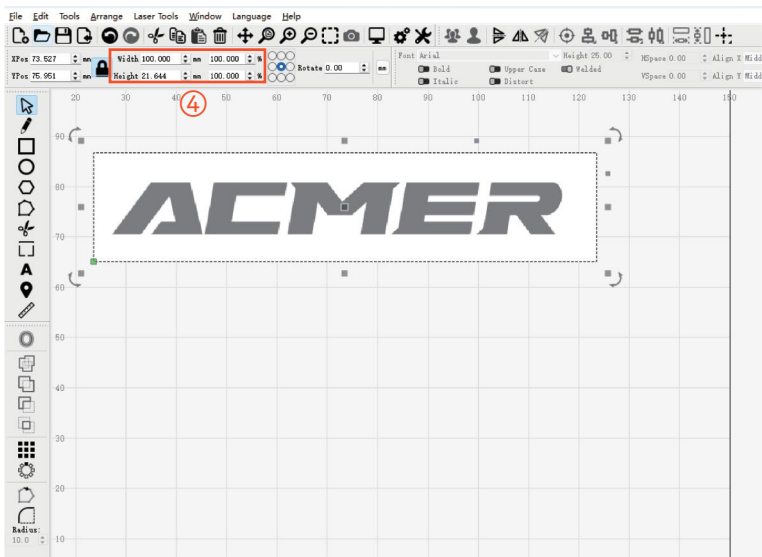 File Edit Tools Arrange Laser Tools Window Language Help
XPos 73.527 mm Width 100.000 mm 100.000 % Rotate 0.00 mm Font Arial Height 25.00 HSpace 0.00 Align X Midd
Bold Upper Case Welded
YPos 75.951 mm Height 21.644 mm 100.000 % Italic Distort VSpace 0.00 Align Y Midd
④
20 30 40 50 60 70 80 90 100 110 120 130 140 150
90
80
ACMER
70
60
50
40
30
20
Radius:
10.0 10